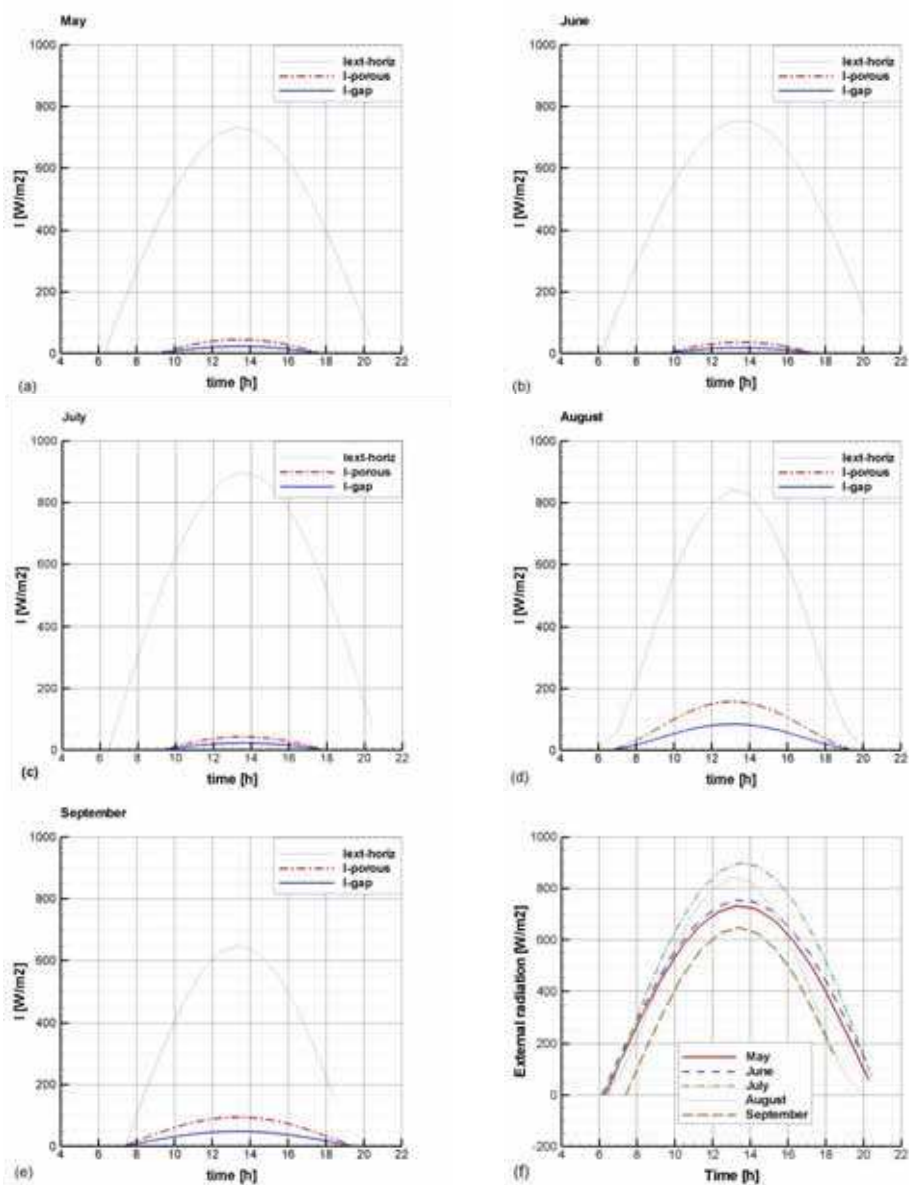 May
1000
800
600
400
200
0
I [W/m2]
Iext-horiz
I-porous
I-gap
4 6 8 10 12 14 16 18 20 22
time [h]
(a)
June
1000
800
600
400
200
0
I [W/m2]
Iext-horiz
I-porous
I-gap
4 6 8 10 12 14 16 18 20 22
time [h]
(b)
July
1000
800
600
400
200
0
I [W/m2]
Iext-horiz
I-porous
I-gap
4 6 8 10 12 14 16 18 20 22
time [h]
(c)
August
1000
800
600
400
200
0
I [W/m2]
Iext-horiz
I-porous
I-gap
4 6 8 10 12 14 16 18 20 22
time [h]
(d)
September
1000
800
600
400
200
0
I [W/m2]
Iext-horiz
I-porous
I-gap
4 6 8 10 12 14 16 18 20 22
time [h]
(e)
1000
800
600
400
200
0
-200
External radiation [W/m2]
May
June
July
August
September
4 6 8 10 12 14 16 18 20 22
Time [h]
(f)